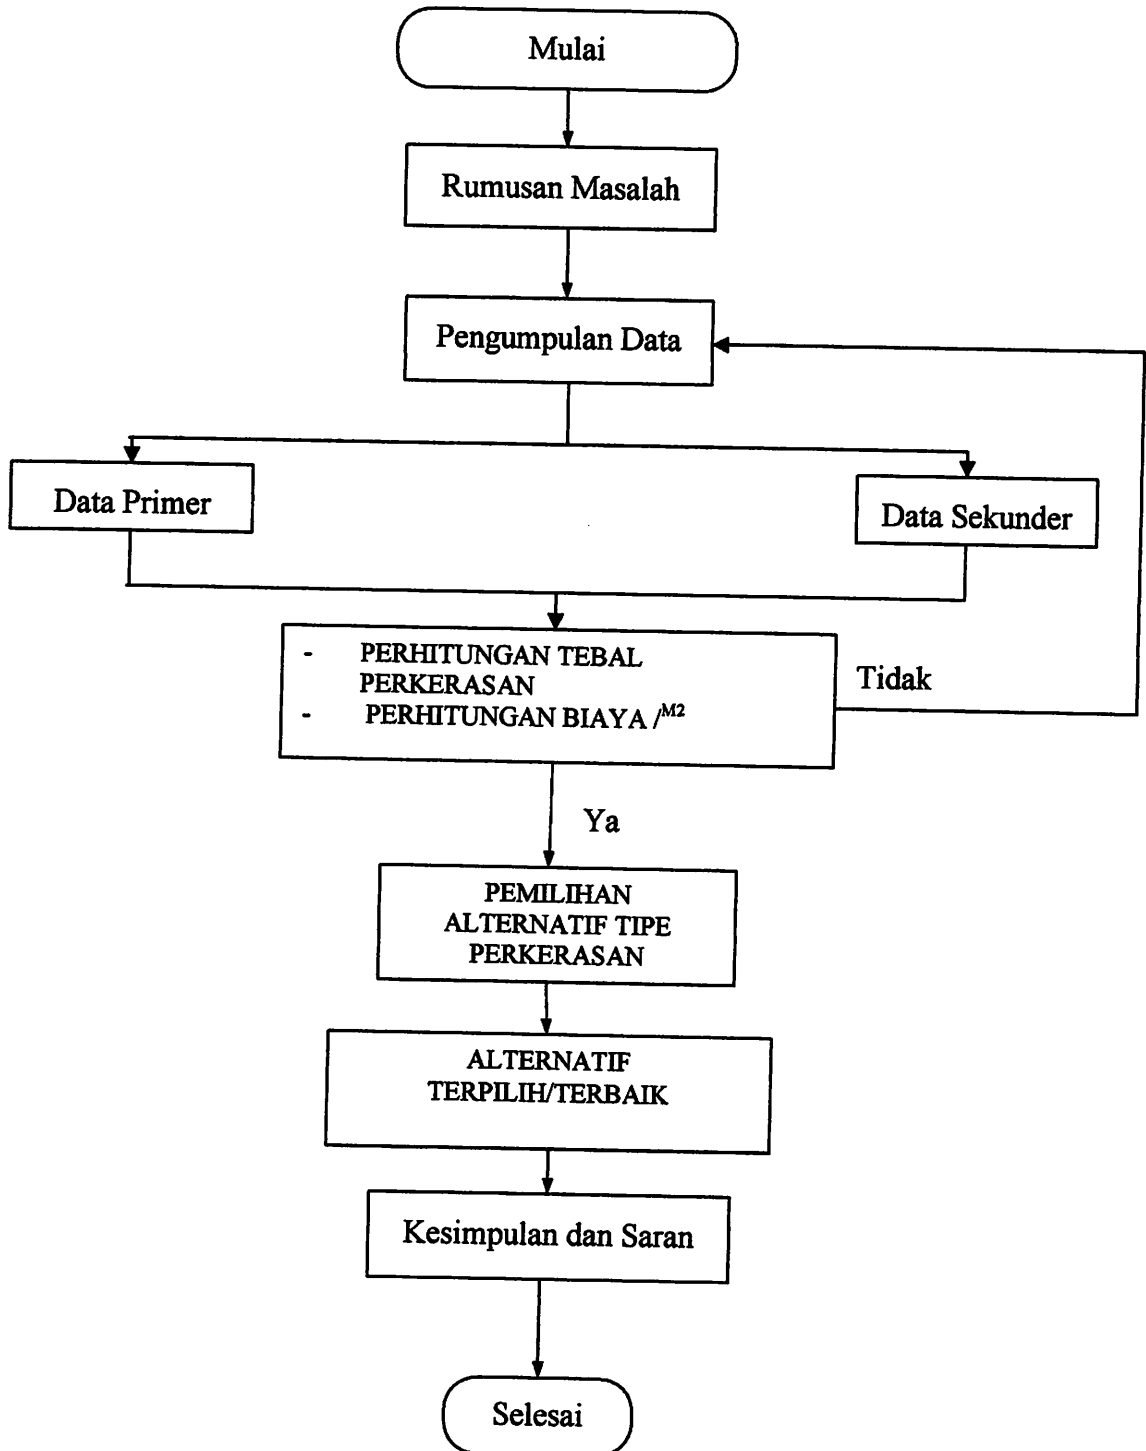 Mulai
Rumusan Masalah
Pengumpulan Data
Data Primer
Data Sekunder
- PERHITUNGAN TEBAL
PERKERASAN
- PERHITUNGAN BIAYA /M2
Tidak
Ya
PEMILIHAN
ALTERNATIF TIPE
PERKERASAN
ALTERNATIF
TERPILIH/TERBAIK
Kesimpulan dan Saran
Selesai